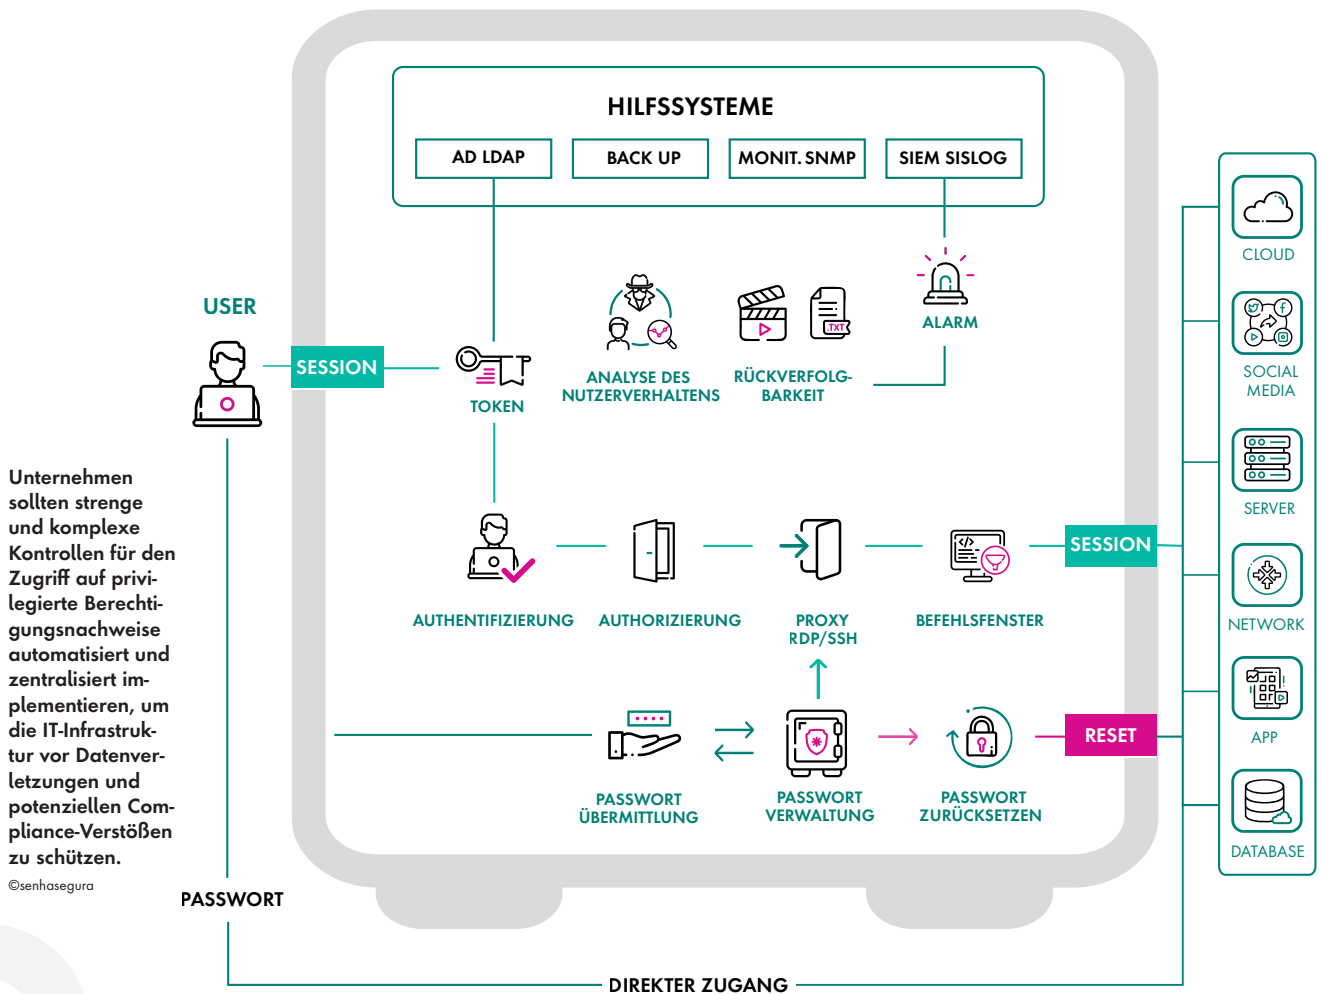 HILFSSYSTEME
AD LDAP
BACK UP
MONIT. SNMP
SIEM SISLOG
USER
SESSION
TOKEN
ANALYSE DES
NUTZERVERHALTENS
.TXT
RÜCKVERFOLG-
BARKEIT
ALARM
AUTHENTIFIZIERUNG
AUTHORIZIERUNG
PROXY
RDP/SSH
BEFEHLSFENSTER
SESSION
PASSWORT
ÜBERMITTLUNG
PASSWORT
VERWALTUNG
PASSWORT
ZURÜCKSETZEN
RESET
CLOUD
SOCIAL
MEDIA
SERVER
NETWORK
APP
DATABASE
Unternehmen
sollten strenge
und komplexe
Kontrollen für den
Zugriff auf privi-
legierte Berechti-
gungsnachweise
automatisiert und
zentralisiert im-
plementieren, um
die IT-Infrastruk-
tur vor Datenver-
letzungen und
potenziellen Com-
pliance-Verstößen
zu schützen.
©senhasegura
PASSWORT
DIREKTER ZUGANG